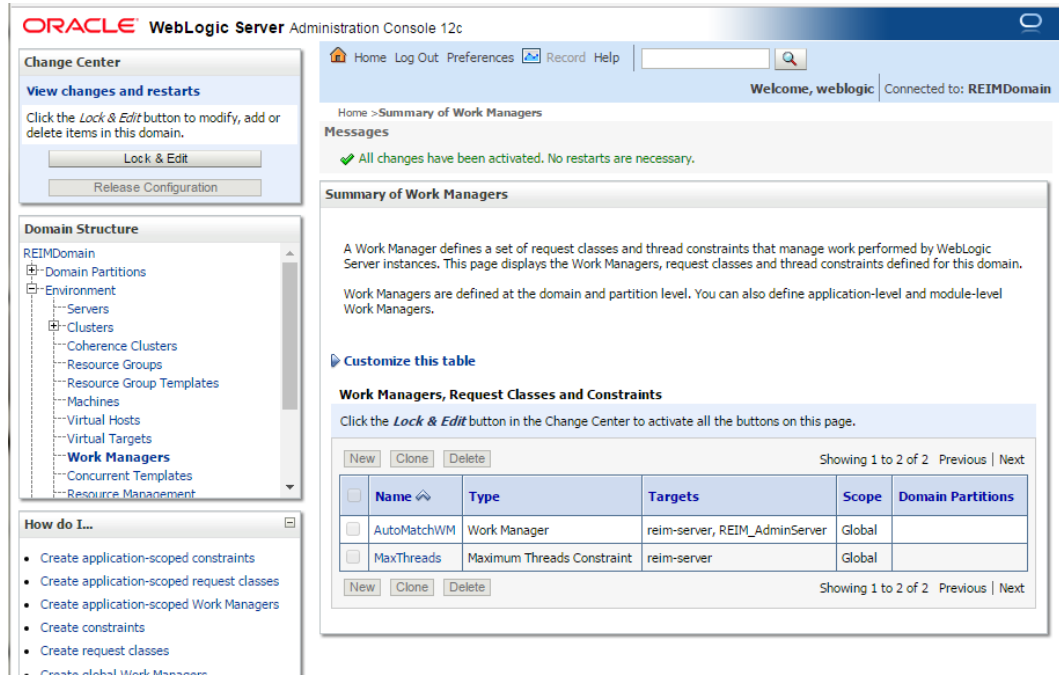 ORACLE WebLogic Server Administration Console 12c
Change Center
View changes and restarts
Click the Lock & Edit button to modify, add or
delete items in this domain.
Lock & Edit
Release Configuration
Domain Structure
REIMDomain
Domain Partitions
Environment
Servers
Clusters
Coherence Clusters
Resource Groups
Resource Group Templates
Machines
Virtual Hosts
Virtual Targets
Work Managers
Concurrent Templates
Resource Management
How do I...
Create application-scoped constraints
Create application-scoped request classes
Create application-scoped Work Managers
Create constraints
Create request classes
Create global Work Managers
Home Log Out Preferences Record Help
Welcome, weblogic Connected to: REIMDomain
Home >Summary of Work Managers
Messages
All changes have been activated. No restarts are necessary.
Summary of Work Managers
A Work Manager defines a set of request classes and thread constraints that manage work performed by WebLogic
Server instances. This page displays the Work Managers, request classes and thread constraints defined for this domain.
Work Managers are defined at the domain and partition level. You can also define application-level and module-level
Work Managers.
Customize this table
Work Managers, Request Classes and Constraints
Click the Lock & Edit button in the Change Center to activate all the buttons on this page.
New Clone Delete Showing 1 to 2 of 2 Previous | Next
Name Type Targets Scope Domain Partitions
AutoMatchWM Work Manager reim-server, REIM_AdminServer Global
MaxThreads Maximum Threads Constraint reim-server Global
New Clone Delete Showing 1 to 2 of 2 Previous | Next